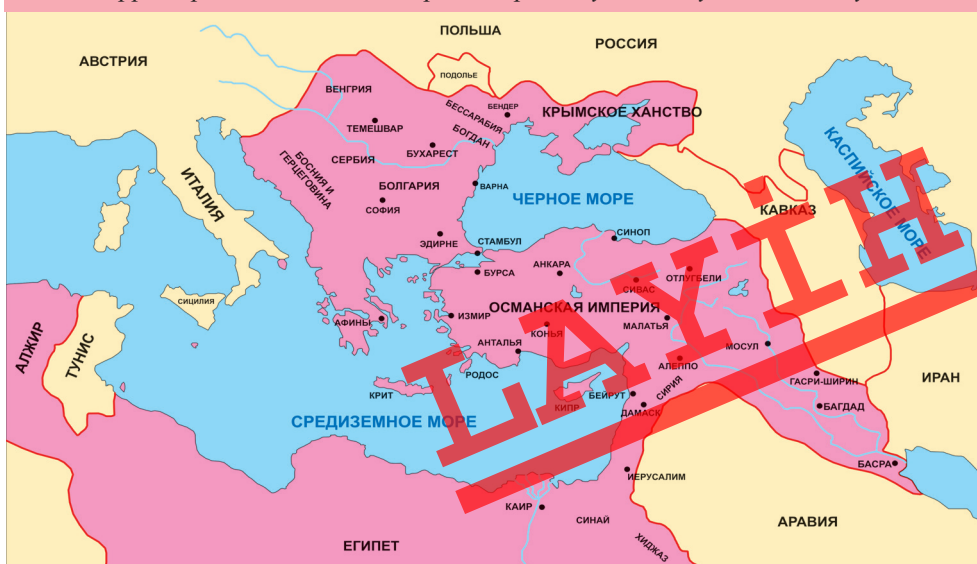 ПОЛЬША
РОССИЯ
АВСТРИЯ
ПОДОЛЬЕ
ВЕНГРИЯ
БЕССАРАБИЯ
БЕНДЕР
КРЫМСКОЕ ХАНСТВО
ТЕМЕШВАР
БОГДАН
КАСПИЙСКОЕ МОРЕ
СЕРБИЯ
БУХАРЕСТ
БОСНИЯ И
ГЕРЦЕГОВИНА
ИТАЛИЯ
БОЛГАРИЯ
ВАРНА
ЧЕРНОЕ МОРЕ
СОФИЯ
КАВКАЗ
ЭДИРНЕ
СТАМБУЛ
СИНОП
БУРСА
АНКАРА
СИВАС
ОТЛУГБЕЛИ
СИЦИЛИЯ
ОСМАНСКАЯ ИМПЕРИЯ
АФИНЫ
ИЗМИР
КОНЬЯ
МАЛАТЬЯ
АЛЖИР
ТУНИС
АНТАЛЬЯ
МОСУЛ
АЛЕППО
РОДОС
СИРИЯ
ГАСРИ-ШИРИН
ИРАН
КРИТ
КИПР
БЕЙРУТ
ДАМАСК
БАГДАД
СРЕДИЗЕМНОЕ МОРЕ
БАСРА
ИЕРУСАЛИМ
КАИР
СИНАЙ
АРАВИЯ
ЕГИПЕТ
ХИДЖАЗ
LAYİH